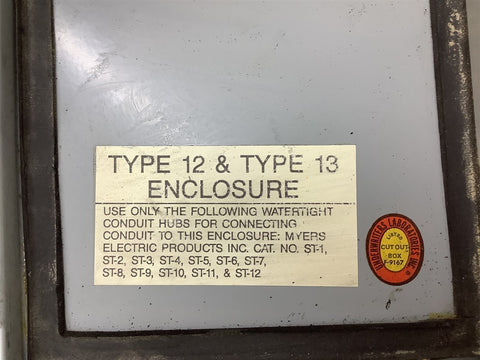 TYPE 12 & TYPE 13
ENCLOSURE
USE ONLY THE FOLLOWING WATERTIGHT
CONDUIT HUBS FOR CONNECTING
CONDUIT TO THIS ENCLOSURE: MYERS
ELECTRIC PRODUCTS INC. CAT. NO. ST-1,
ST-2, ST-3, ST-4, ST-5, ST-6, ST-7,
ST-8, ST-9, ST-10, ST-11, & ST-12
UNDERWRITERS LABORATORIES INC.
LISTED
CUT OUT
BOX
F-9167